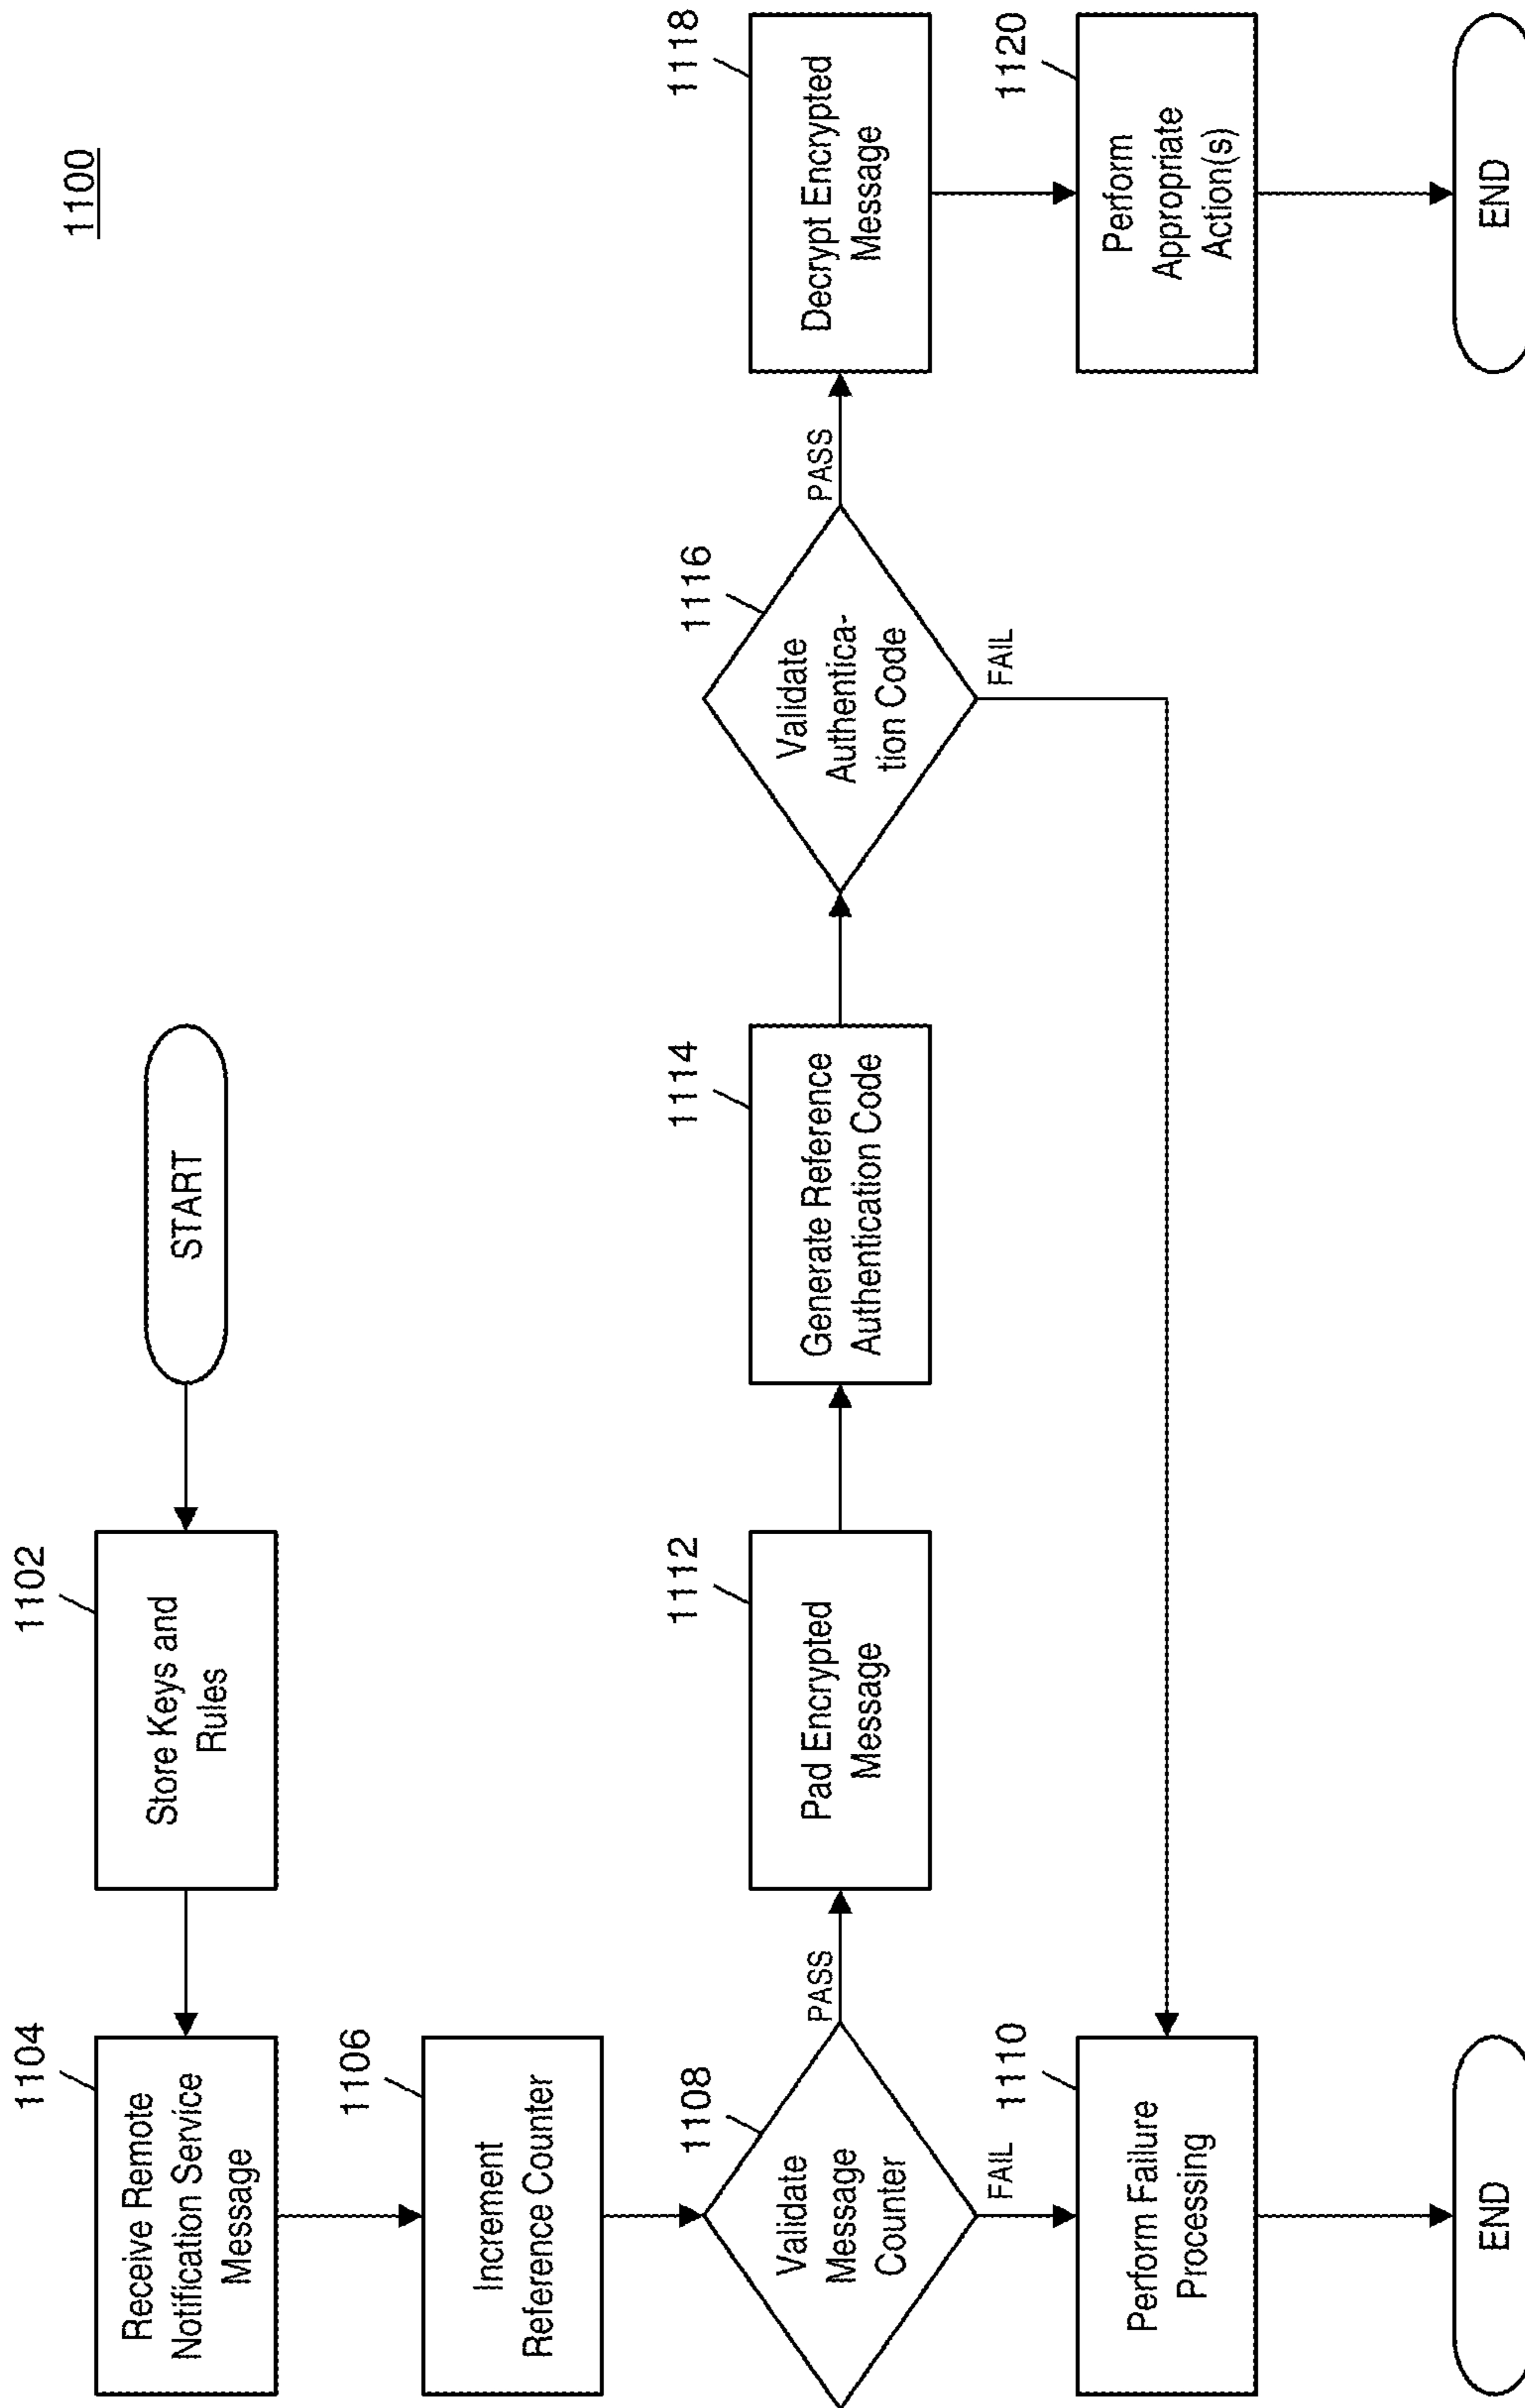 1100
START
1102
Store Keys and
Rules
1104
Receive Remote
Notification Service
Message
1106
Increment
Reference Counter
1108
Validate
Message
Counter
PASS
FAIL
1110
Perform Failure
Processing
END
1112
Pad Encrypted
Message
1114
Generate Reference
Authentication Code
1116
Validate
Authentica-
tion Code
PASS
FAIL
1118
Decrypt Encrypted
Message
1120
Perform
Appropriate
Action(s)
END